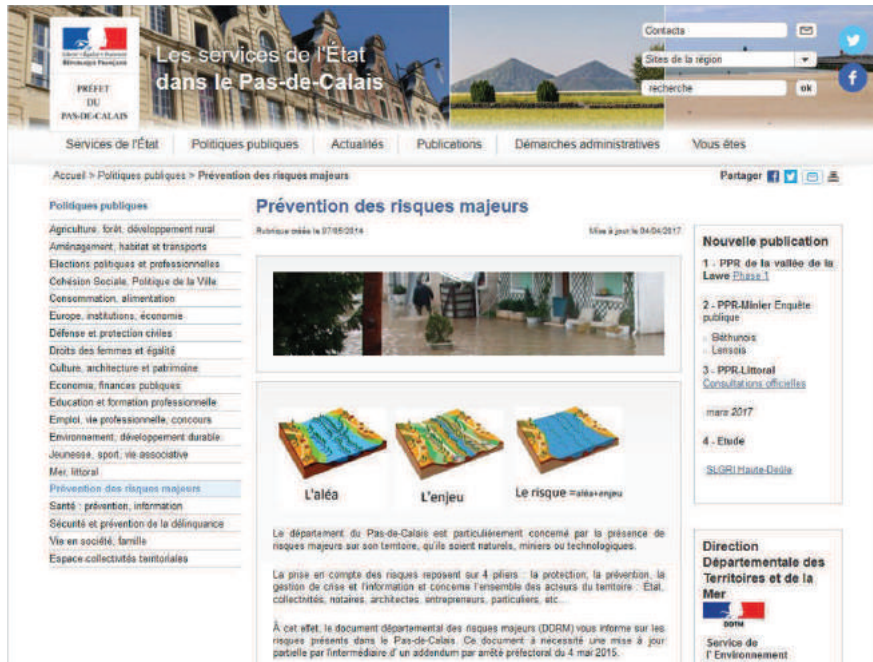 Liberté • Égalité • Fraternité
RÉPUBLIQUE FRANÇAISE
PRÉFET
DU
PAS-DE-CALAIS
Les services de l'État
dans le Pas-de-Calais
Contacts
Sites de la région
recherche
ok
Services de l'État
Politiques publiques
Actualités
Publications
Démarches administratives
Vous êtes
Accueil > Politiques publiques > Prévention des risques majeurs
Partager
Politiques publiques
Agriculture, forêt, développement rural
Aménagement, habitat et transports
Elections politiques et professionnelles
Cohésion Sociale, Politique de la Ville
Consommation, alimentation
Europe, institutions, économie
Défense et protection civiles
Droits des femmes et égalité
Culture, architecture et patrimoine
Economie, finances publiques
Education et formation professionnelle
Emploi, vie professionnelle, concours
Environnement, développement durable
Jeunesse, sport, vie associative
Mer, littoral
Prévention des risques majeurs
Santé : prévention, information
Sécurité et prévention de la délinquance
Vie en société, famille
Espace collectivités territoriales
Prévention des risques majeurs
Rubrique créée le 07/05/2014
Mise à jour le 04/04/2017
L'aléa
L'enjeu
Le risque =aléa+enjeu
Le département du Pas-de-Calais est particulièrement concerné par la présence de
risques majeurs sur son territoire, qu'ils soient naturels, miniers ou technologiques.
La prise en compte des risques reposent sur 4 piliers : la protection, la prévention, la
gestion de crise et l'information et concerne l'ensemble des acteurs du territoire : État,
collectivités, notaires, architectes, entrepreneurs, particuliers, etc...
À cet effet, le document départemental des risques majeurs (DDRM) vous informe sur les
risques présents dans le Pas-de-Calais. Ce document à nécessité une mise à jour
partielle par l'intermédiaire d' un addendum par arrêté préfectoral du 4 mai 2015.
Nouvelle publication
1 - PPR de la vallée de la
Lawe Phase 1
2 - PPR-Minier Enquête
publique
Béthunois
Lensois
3 - PPR-Littoral
Consultations officielles
mars 2017
4 - Etude
SLGRI Haute-Deûle
Direction
Départementale des
Territoires et de la
Mer
DDTM
Service de
l' Environnement